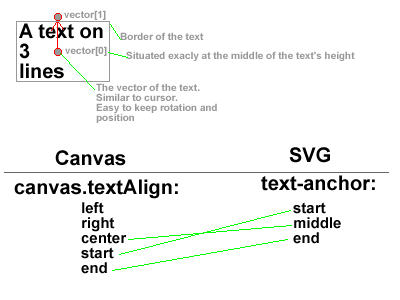 vector[1]
A text on
3
lines
vector[0]
Border of the text
Situated exacly at the middle of the text's height
The vector of the text.
Similar to cursor.
Easy to keep rotation and
position
Canvas
SVG
canvas.textAlign:
text-anchor:
left
right
center
start
end
start
middle
end